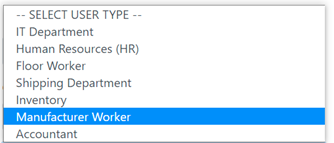 -- SELECT USER TYPE --
IT Department
Human Resources (HR)
Floor Worker
Shipping Department
Inventory
Manufacturer Worker
Accountant